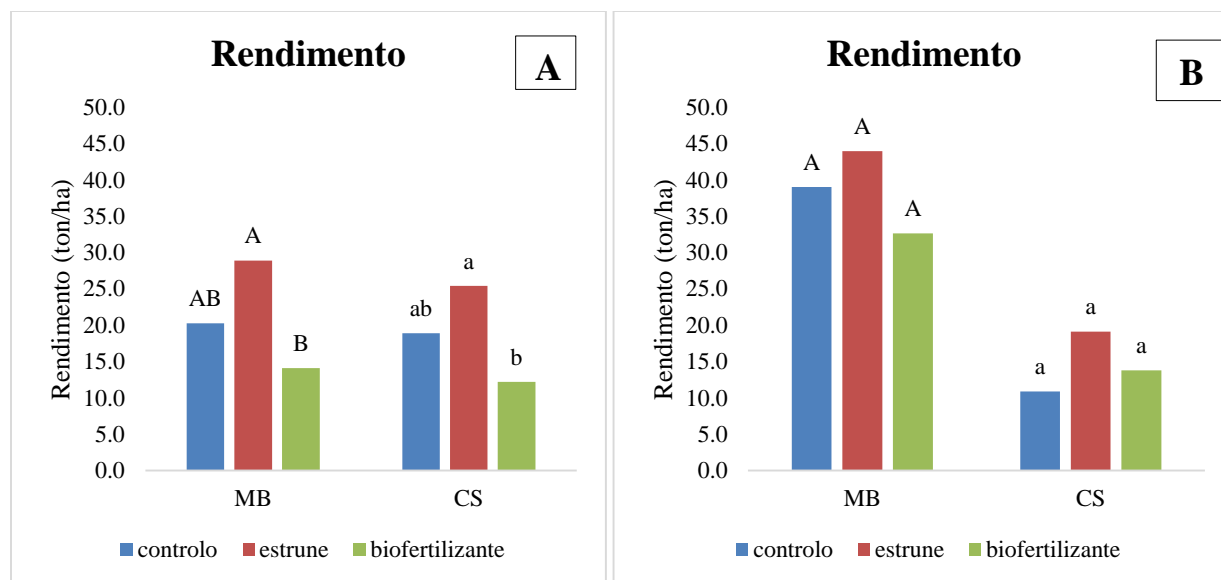 Rendimento
A
50.0
45.0
40.0
35.0
30.0
25.0
20.0
15.0
10.0
5.0
0.0
Rendimento (ton/ha)
AB
A
B
ab
a
b
MB
CS
controlo
estrune
biofertilizante
Rendimento
B
50.0
45.0
40.0
35.0
30.0
25.0
20.0
15.0
10.0
5.0
0.0
Rendimento (ton/ha)
A
A
A
a
a
a
MB
CS
controlo
estrune
biofertilizante